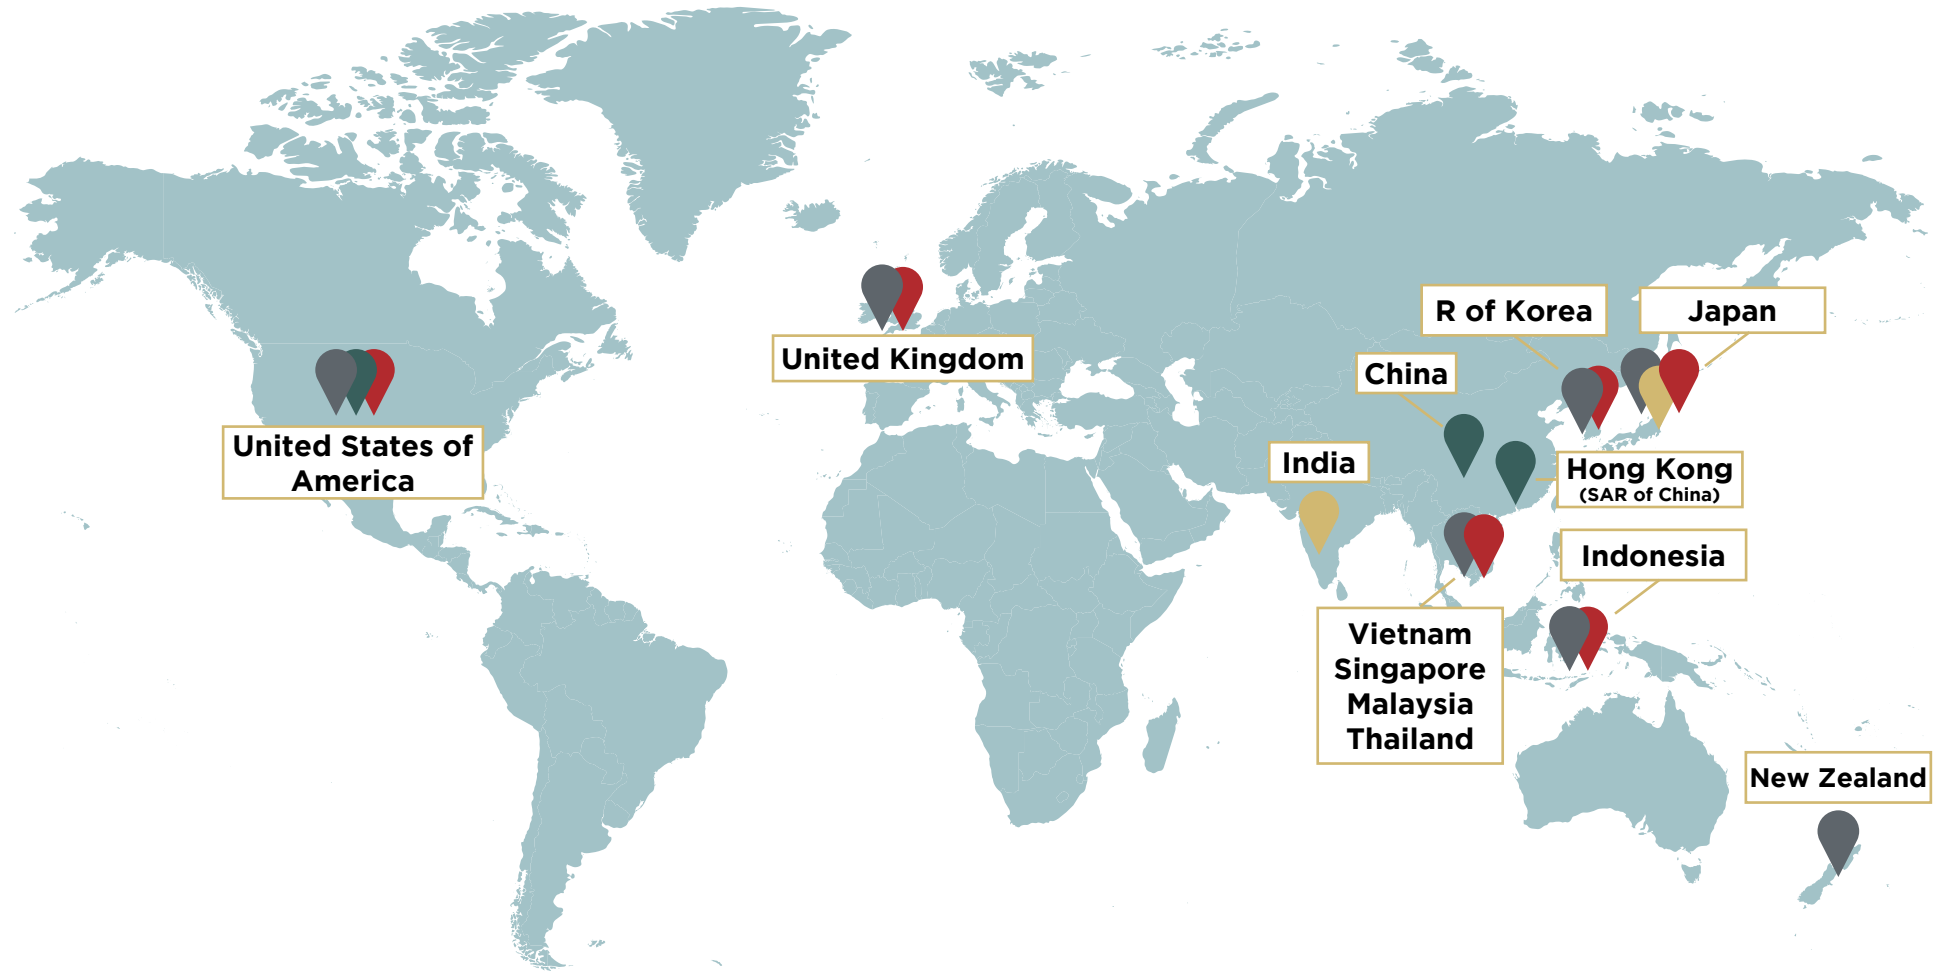 R of Korea
Japan
United Kingdom
China
United States of
America
India
Hong Kong
(SAR of China)
Indonesia
Vietnam
Singapore
Malaysia
Thailand
New Zealand